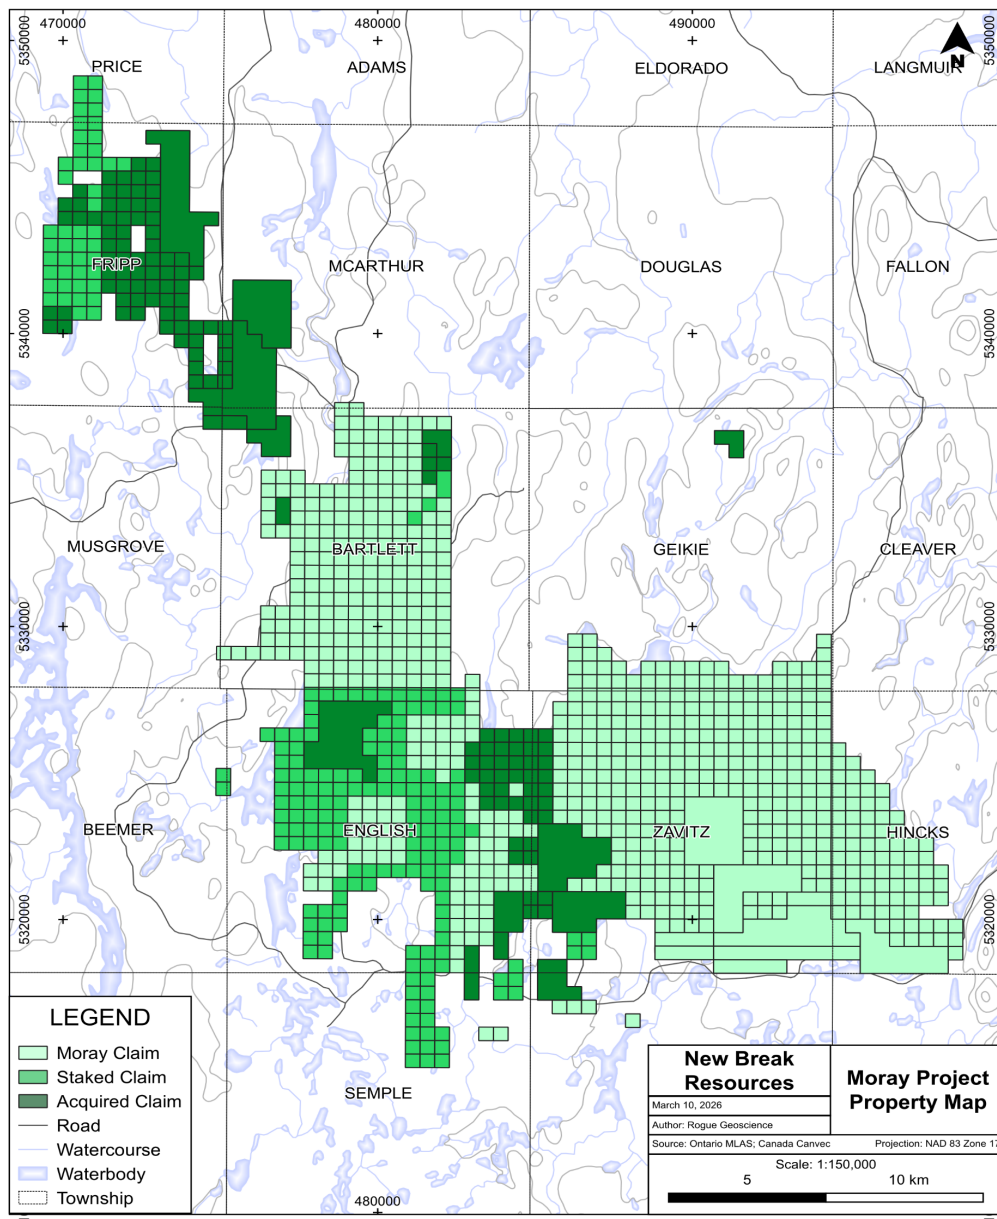 470000 480000 490000
5350000 5350000
N
PRICE ADAMS ELDORADO LANGMUIR
FRIPP MCARTHUR DOUGLAS FALLON
5340000 5340000
MUSGROVE BARTLETT GEIKIE CLEAVER
5330000 5330000
BEEMER ENGLISH ZAVITZ HINCKS
5320000 5320000
SEMPLE
480000
LEGEND
Moray Claim
Staked Claim
Acquired Claim
Road
Watercourse
Waterbody
Township
New Break
Resources
March 10, 2026
Author: Rogue Geoscience
Moray Project
Property Map
Source: Ontario MLAS; Canada Canvec Projection: NAD 83 Zone 17
Scale: 1:150,000
5 10 km